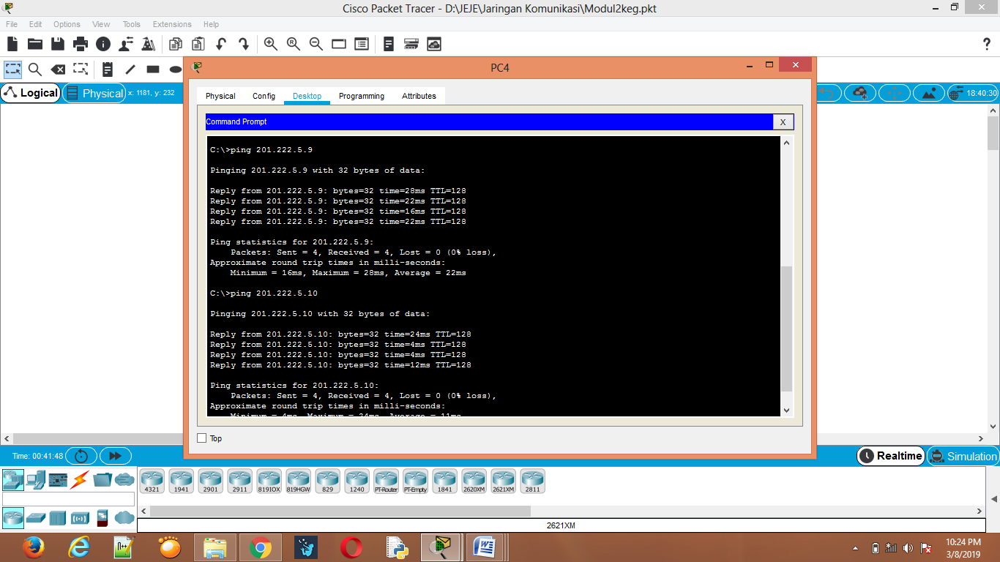 Cisco Packet Tracer - D:\JEJE\Jaringan Komunikasi\Modul2keg.pkt
File Edit Options View Tools Extensions Help
PC4
Logical
Physical
x: 1181, y: 232
18:40:30
Physical Config Desktop Programming Attributes
Command Prompt
X
C:\>ping 201.222.5.9
Pinging 201.222.5.9 with 32 bytes of data:
Reply from 201.222.5.9: bytes=32 time=28ms TTL=128
Reply from 201.222.5.9: bytes=32 time=22ms TTL=128
Reply from 201.222.5.9: bytes=32 time=16ms TTL=128
Reply from 201.222.5.9: bytes=32 time=22ms TTL=128
Ping statistics for 201.222.5.9:
Packets: Sent = 4, Received = 4, Lost = 0 (0% loss),
Approximate round trip times in milli-seconds:
Minimum = 16ms, Maximum = 28ms, Average = 22ms
C:\>ping 201.222.5.10
Pinging 201.222.5.10 with 32 bytes of data:
Reply from 201.222.5.10: bytes=32 time=24ms TTL=128
Reply from 201.222.5.10: bytes=32 time=4ms TTL=128
Reply from 201.222.5.10: bytes=32 time=4ms TTL=128
Reply from 201.222.5.10: bytes=32 time=12ms TTL=128
Ping statistics for 201.222.5.10:
Packets: Sent = 4, Received = 4, Lost = 0 (0% loss),
Approximate round trip times in milli-seconds:
Minimum = 4ms, Maximum = 24ms, Average = 11ms
Top
Time: 00:41:48
Realtime
Simulation
4321 1941 2901 2911 819IOX 819HGW 829 1240 PT-Router PT-Empty 1841 2620XM 2621XM 2811
2621XM
10:24 PM
3/8/2019